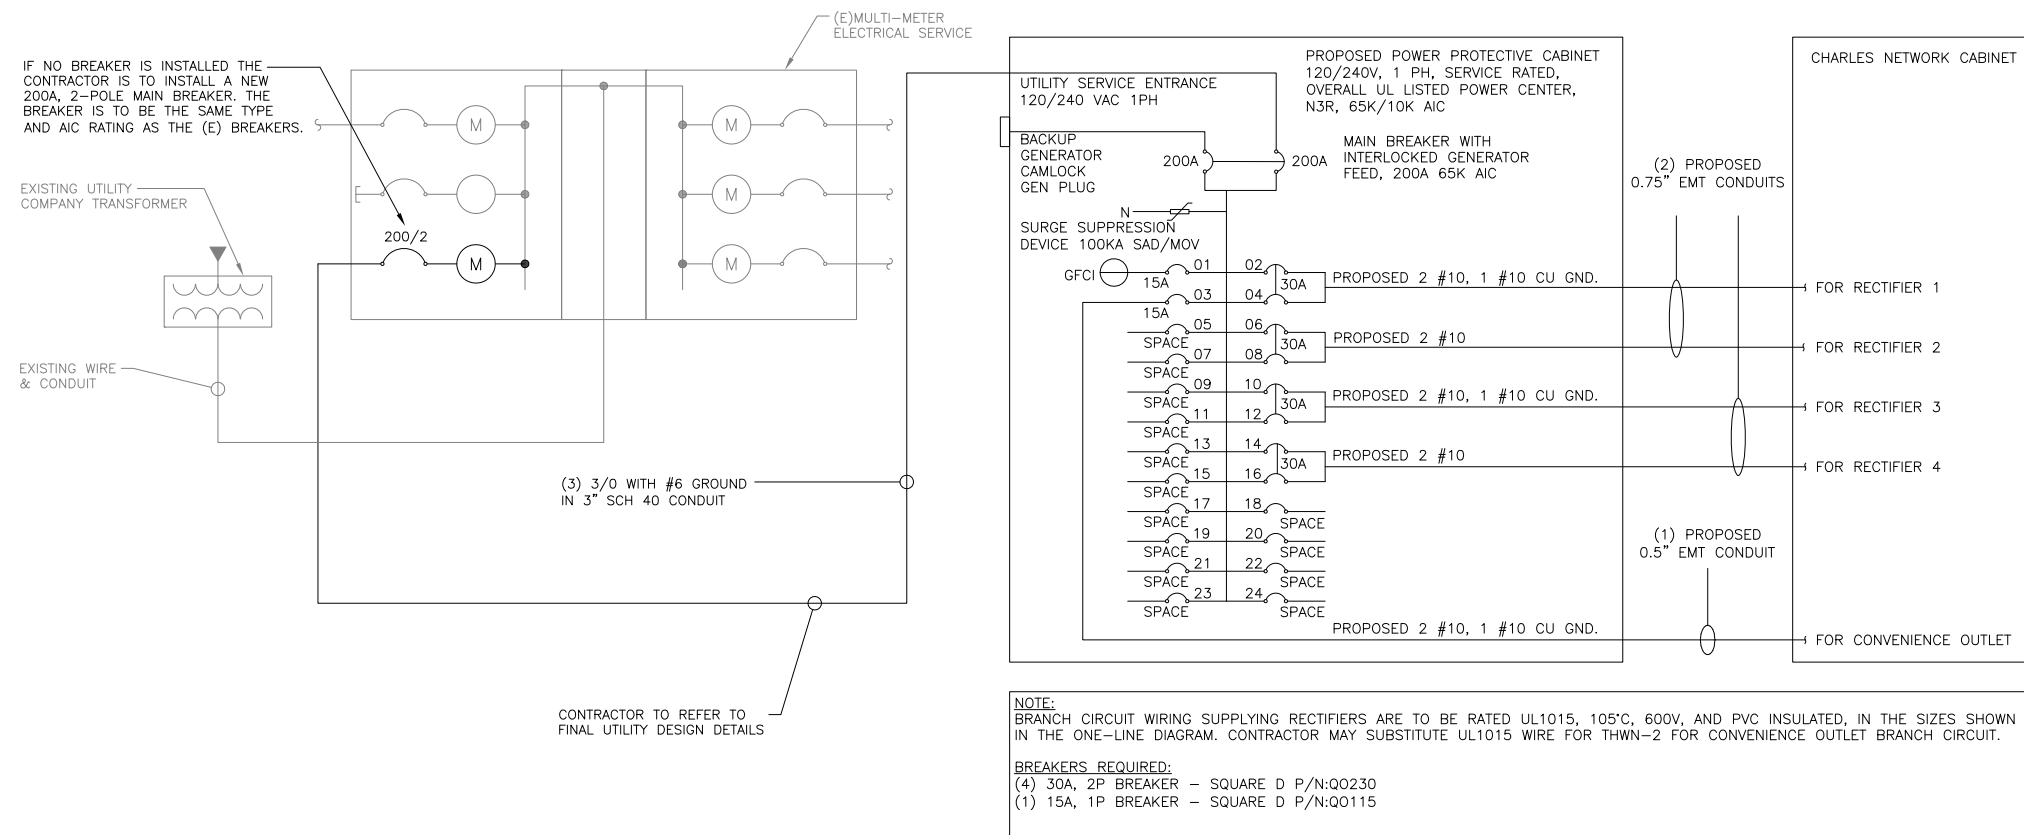 (E)MULTI-METER
ELECTRICAL SERVICE
IF NO BREAKER IS INSTALLED THE
CONTRACTOR IS TO INSTALL A NEW
200A, 2-POLE MAIN BREAKER. THE
BREAKER IS TO BE THE SAME TYPE
AND AIC RATING AS THE (E) BREAKERS.
M
M
M
M
M
200/2
EXISTING UTILITY
COMPANY TRANSFORMER
EXISTING WIRE
& CONDUIT
(3) 3/0 WITH #6 GROUND
IN 3" SCH 40 CONDUIT
CONTRACTOR TO REFER TO
FINAL UTILITY DESIGN DETAILS
UTILITY SERVICE ENTRANCE
120/240 VAC 1PH
PROPOSED POWER PROTECTIVE CABINET
120/240V, 1 PH, SERVICE RATED,
OVERALL UL LISTED POWER CENTER,
N3R, 65K/10K AIC
BACKUP
GENERATOR
CAMLOCK
GEN PLUG
200A
200A
MAIN BREAKER WITH
INTERLOCKED GENERATOR
FEED, 200A 65K AIC
N
SURGE SUPPRESSION
DEVICE 100KA SAD/MOV
GFCI
01 02
15A 30A
03 04
15A
05 06
SPACE 30A
07 08
SPACE
09 10
SPACE 30A
11 12
SPACE
13 14
SPACE 30A
15 16
SPACE
17 18
SPACE SPACE
19 20
SPACE SPACE
21 22
SPACE SPACE
23 24
SPACE SPACE
PROPOSED 2 #10, 1 #10 CU GND.
PROPOSED 2 #10
PROPOSED 2 #10, 1 #10 CU GND.
PROPOSED 2 #10
PROPOSED 2 #10, 1 #10 CU GND.
(2) PROPOSED
0.75" EMT CONDUITS
(1) PROPOSED
0.5" EMT CONDUIT
CHARLES NETWORK CABINET
FOR RECTIFIER 1
FOR RECTIFIER 2
FOR RECTIFIER 3
FOR RECTIFIER 4
FOR CONVENIENCE OUTLET
NOTE:
BRANCH CIRCUIT WIRING SUPPLYING RECTIFIERS ARE TO BE RATED UL1015, 105°C, 600V, AND PVC INSULATED, IN THE SIZES SHOWN
IN THE ONE-LINE DIAGRAM. CONTRACTOR MAY SUBSTITUTE UL1015 WIRE FOR THWN-2 FOR CONVENIENCE OUTLET BRANCH CIRCUIT.
BREAKERS REQUIRED:
(4) 30A, 2P BREAKER - SQUARE D P/N:QO230
(1) 15A, 1P BREAKER - SQUARE D P/N:QO115